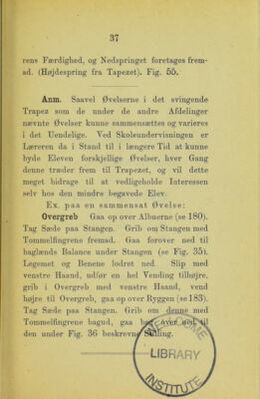 37
rens Færdighed, og Nedspringet foretages frem-
ad. (Højdespring fra Tapezet). Fig. 55.
Anm. Saavel Øvelserne i det svingende
Trapez som de under de andre Afdelinger
nævnte Øvelser kunne sammensættes og varieres
i det Uendelige. Ved Skoleundervisningen er
Læreren da i Stand til i længere Tid at kunne
byde Eleven forskjellige Øvelser, hver Gang
denne træder frem til Trapezet, og vil dette
meget bidrage til at vedligeholde Interessen
selv hos den mindre begavede Elev.
Ex. paa en sammensat Øvelse:
Overgreb Gaa op over Albuerne (se 180).
Tag Sæde paa Stangen. Grib om Stangen med
Tommelfingrene fremad. Gaa forover ned til
baglænds Balance under Stangen (se Fig. 35).
Legemet og Benene lodret ned. Slip med
venstre Haand, udfør en hel Vending tilhøjre,
grib i Overgreb med venstre Haand, vend
højre til Overgreb, gaa op over Ryggen (se 183).
Tag Sæde paa Stangen. Grib om denne med
Tommelfingrene bagud, gaa over ned til
den under Fig. 36 beskrevne Stilling.
LIBRARY
INSTITUTE